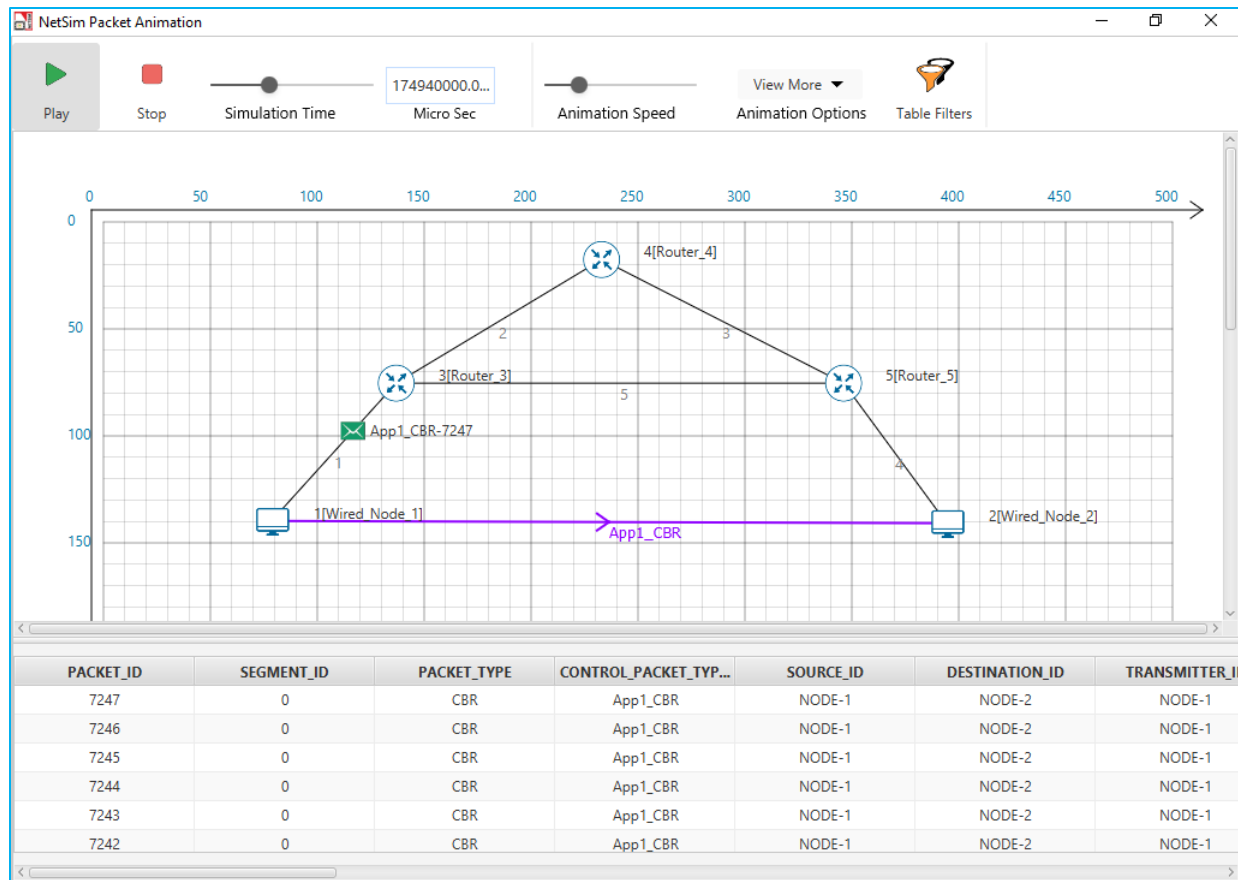 NetSim Packet Animation
174940000.0...
View More
Play Stop Simulation Time Micro Sec Animation Speed Animation Options Table Filters
0 50 100 150 200 250 300 350 400 450 500
0
4[Router_4]
50
2 3
3[Router_3] 5[Router_5]
5
100
App1_CBR-7247
1 4
1[Wired_Node_1] 2[Wired_Node_2]
App1_CBR
150
PACKET_ID SEGMENT_ID PACKET_TYPE CONTROL_PACKET_TYP... SOURCE_ID DESTINATION_ID TRANSMITTER_I
7247 0 CBR App1_CBR NODE-1 NODE-2 NODE-1
7246 0 CBR App1_CBR NODE-1 NODE-2 NODE-1
7245 0 CBR App1_CBR NODE-1 NODE-2 NODE-1
7244 0 CBR App1_CBR NODE-1 NODE-2 NODE-1
7243 0 CBR App1_CBR NODE-1 NODE-2 NODE-1
7242 0 CBR App1_CBR NODE-1 NODE-2 NODE-1